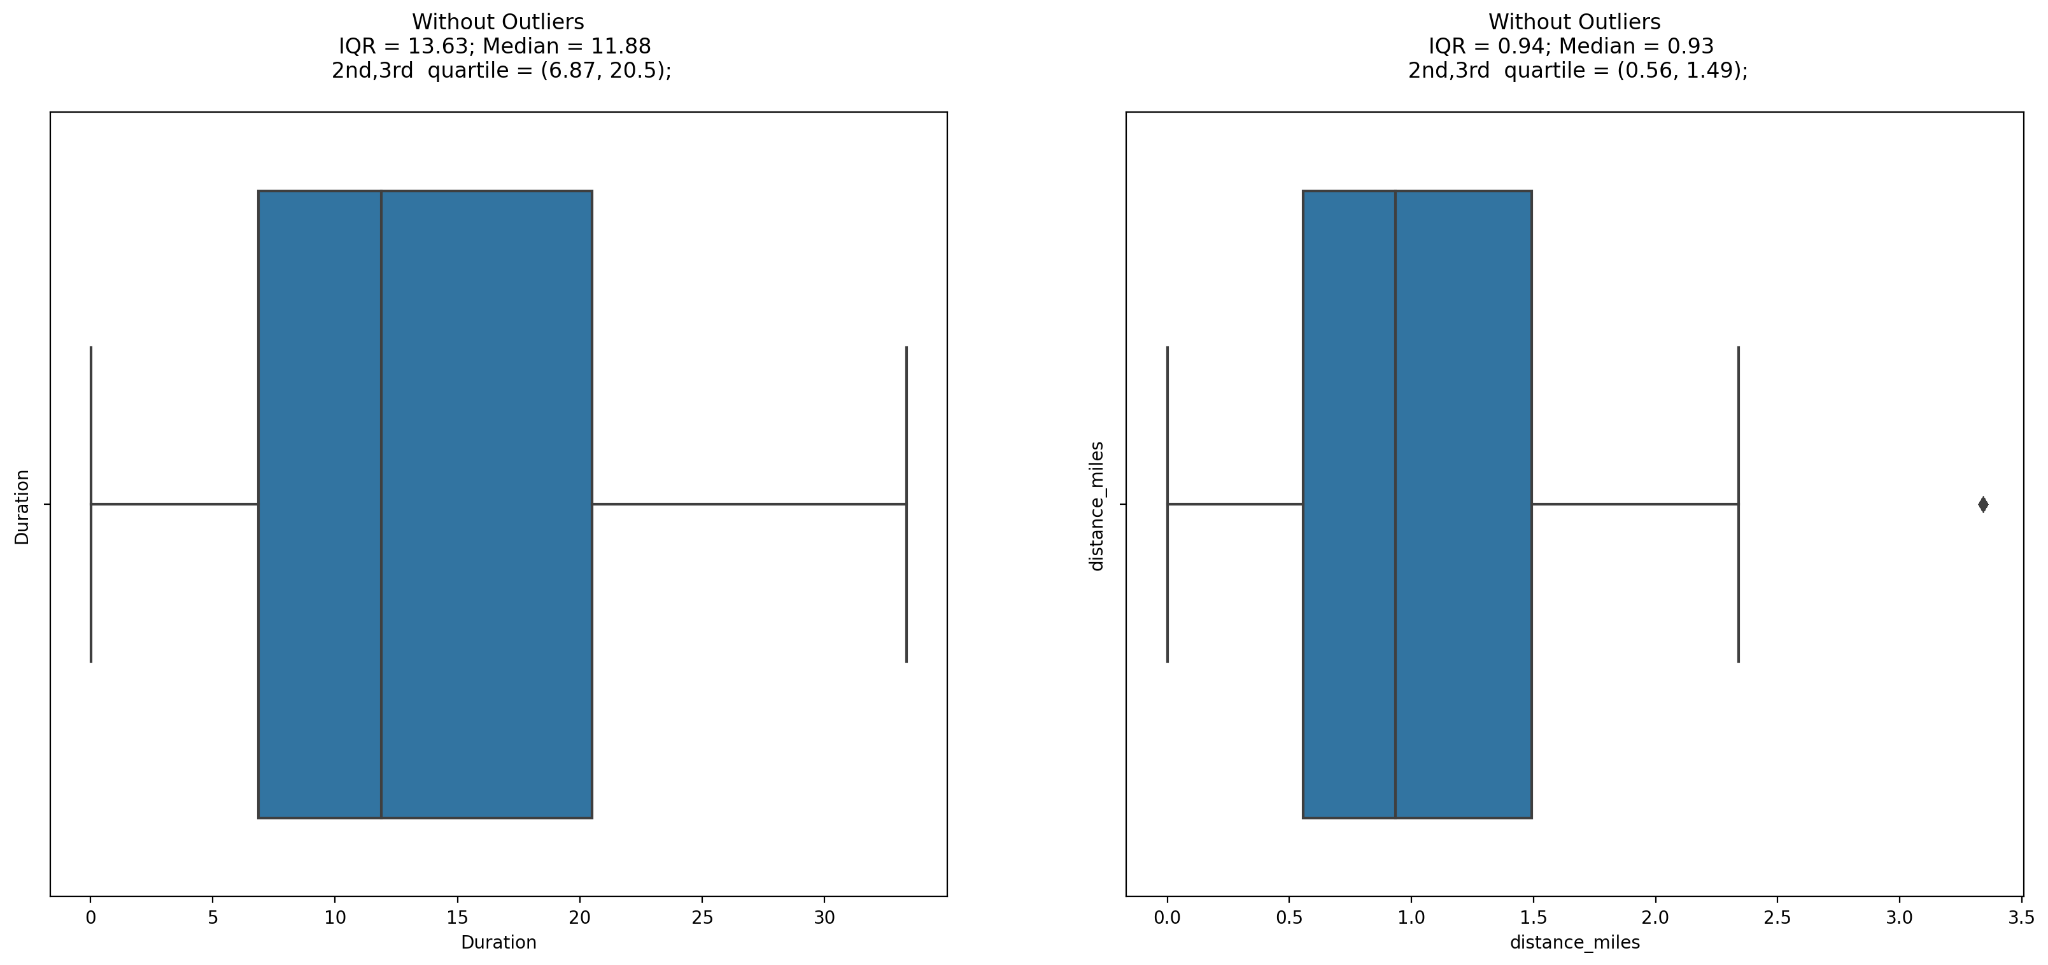 Without Outliers
IQR = 13.63; Median = 11.88
2nd,3rd  quartile = (6.87, 20.5);
Duration
0 5 10 15 20 25 30
Duration
Without Outliers
IQR = 0.94; Median = 0.93
2nd,3rd  quartile = (0.56, 1.49);
distance_miles
0.0 0.5 1.0 1.5 2.0 2.5 3.0 3.5
distance_miles